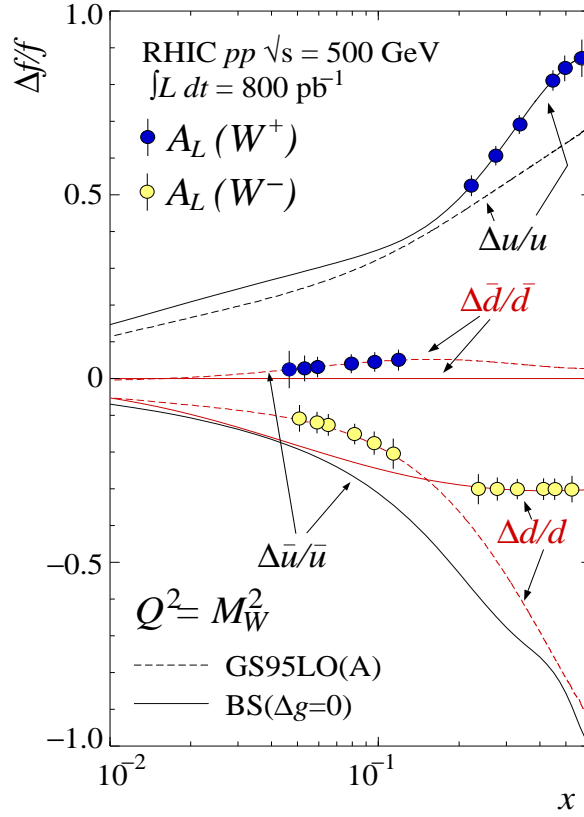 Δf/f
RHIC pp √s = 500 GeV
∫L dt = 800 pb⁻¹
A_L (W⁺)
A_L (W⁻)
1.0
0.5
0
−0.5
−1.0
Δu/u
Δd̄/d̄
Δū/ū
Δd/d
Q² = M_W²
GS95LO(A)
BS(Δg=0)
10⁻²
10⁻¹
x